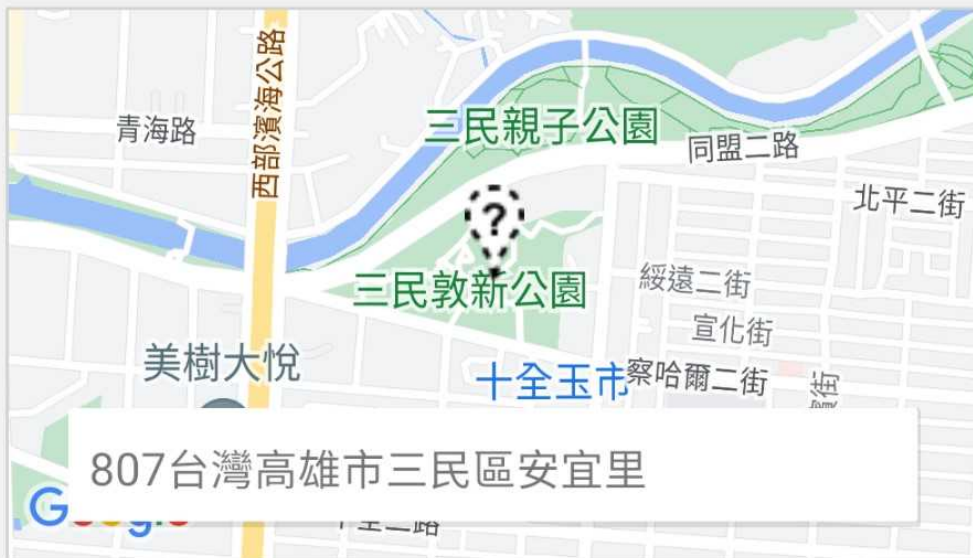 西部濱海公路
青海路
三民親子公園
同盟二路
北平二街
?
三民敦新公園
綏遠二街
宣化街
美樹大悅
十全玉市
察哈爾二街
807台灣高雄市三民區安宜里
Google